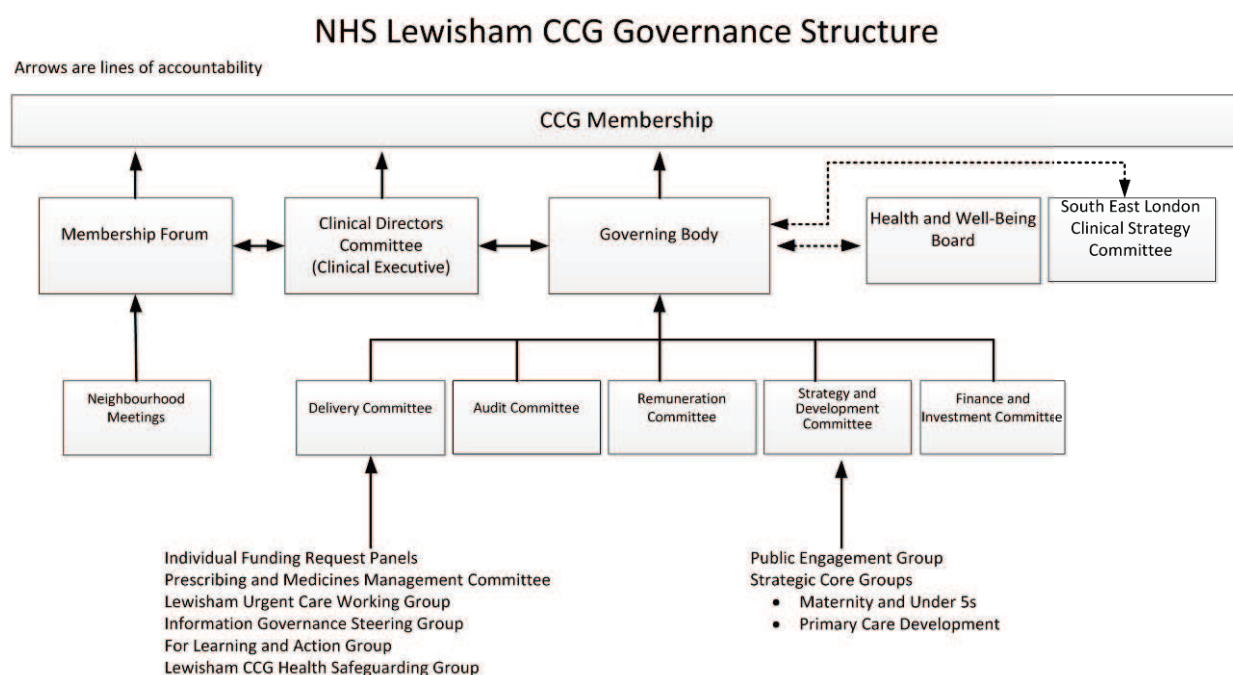 NHS Lewisham CCG Governance Structure
Arrows are lines of accountability
CCG Membership
Membership Forum
Clinical Directors
Committee
(Clinical Executive)
Governing Body
Health and Well-Being
Board
South East London
Clinical Strategy
Committee
Neighbourhood
Meetings
Delivery Committee
Audit Committee
Remuneration
Committee
Strategy and
Development
Committee
Finance and
Investment Committee
Individual Funding Request Panels
Prescribing and Medicines Management Committee
Lewisham Urgent Care Working Group
Information Governance Steering Group
For Learning and Action Group
Lewisham CCG Health Safeguarding Group
Public Engagement Group
Strategic Core Groups
• Maternity and Under 5s
• Primary Care Development